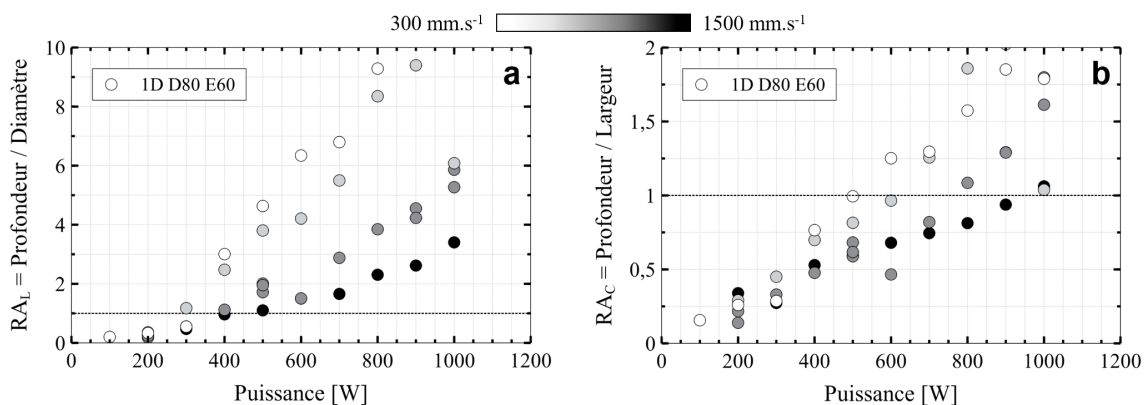 300 mm.s⁻¹ 1500 mm.s⁻¹
a
1D D80 E60
RA_L = Profondeur / Diamètre
10
8
6
4
2
0
0 200 400 600 800 1000 1200
Puissance [W]
b
1D D80 E60
RA_C = Profondeur / Largeur
2
1,5
1
0,5
0
0 200 400 600 800 1000 1200
Puissance [W]